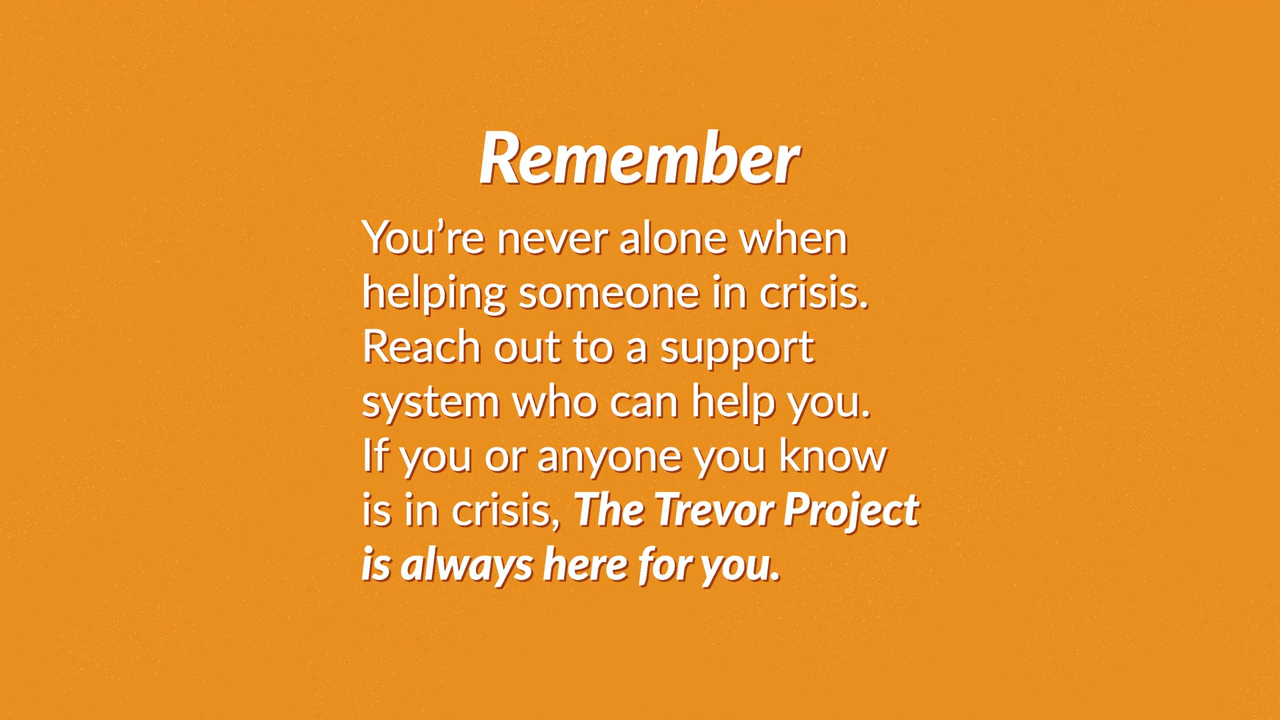 Remember
You’re never alone when
helping someone in crisis.
Reach out to a support
system who can help you.
If you or anyone you know
is in crisis, The Trevor Project
is always here for you.